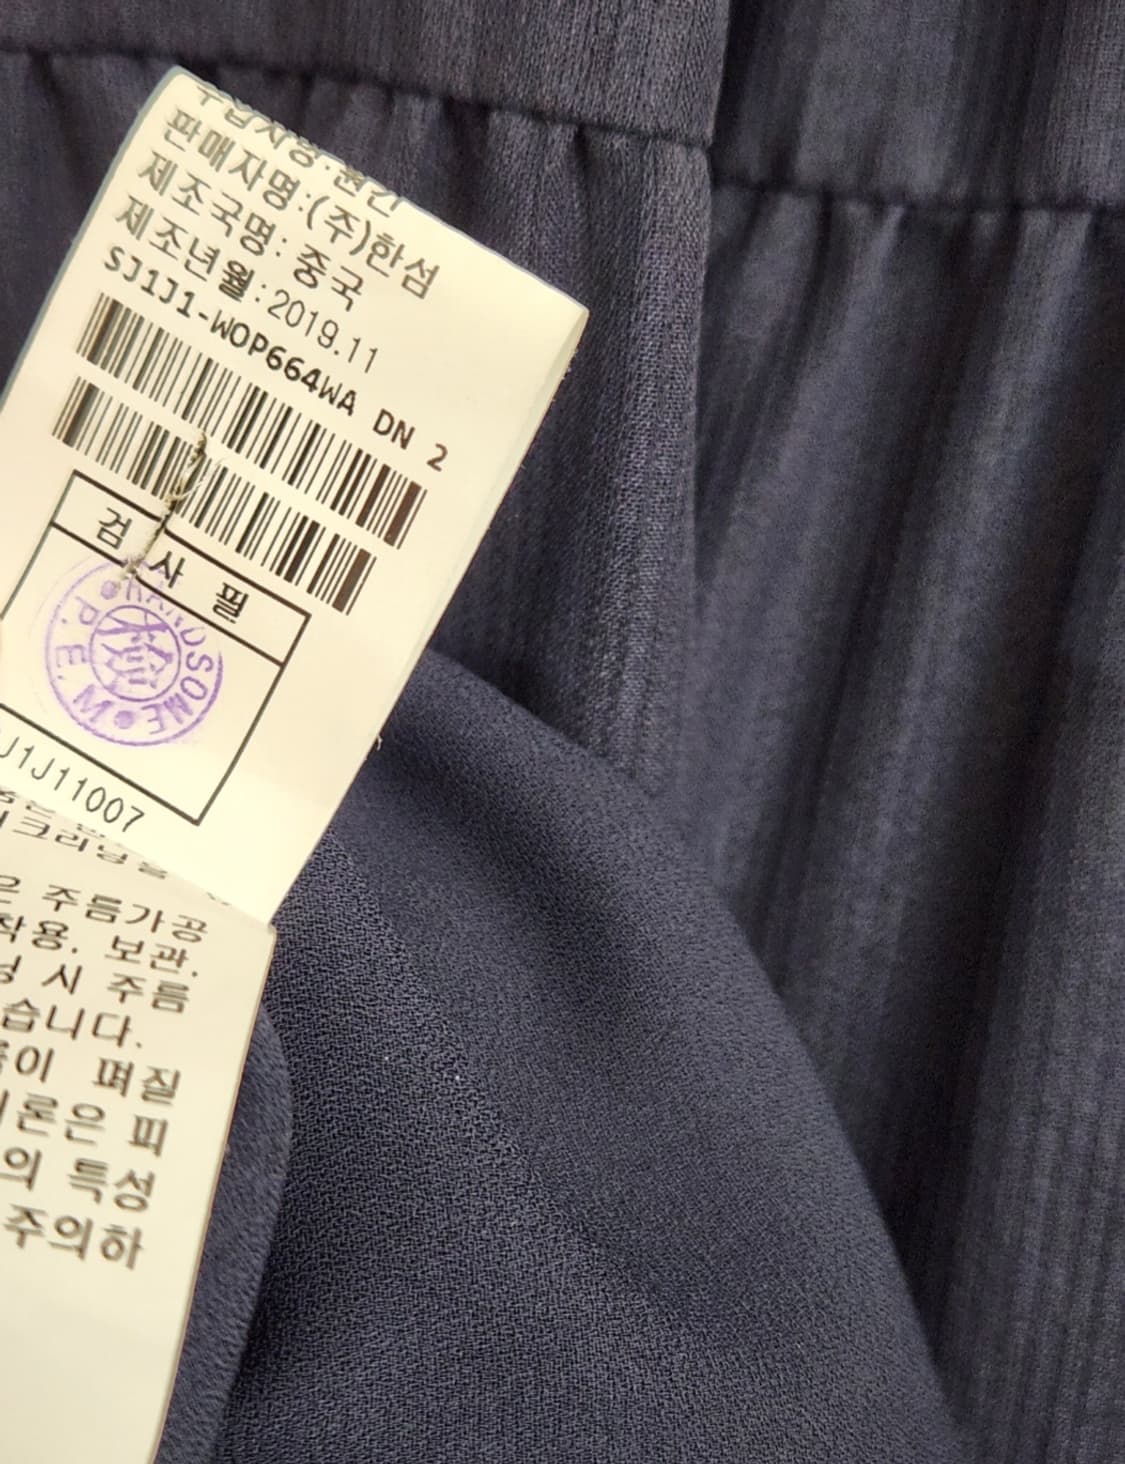 판매자명:(주)한섬
제조국명: 중국
제조년월:2019.11
SJ1J1-WOP664WA DN 2
검 사 필
HANDSOME
P.E.M
J1J11007
주름가공
착용. 보관.
시 주름
습니다.
이 펴질
론은 피
의 특성
주의하